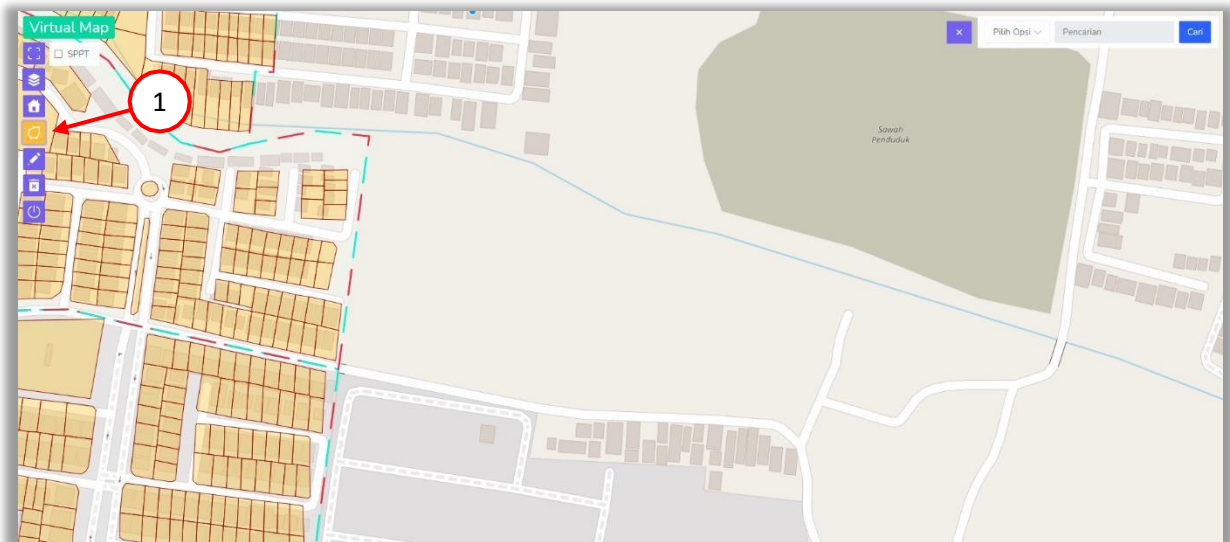 Virtual Map
SPPT
1
×
Pilih Opsi
Pencarian
Cari
Sawah
Penduduk